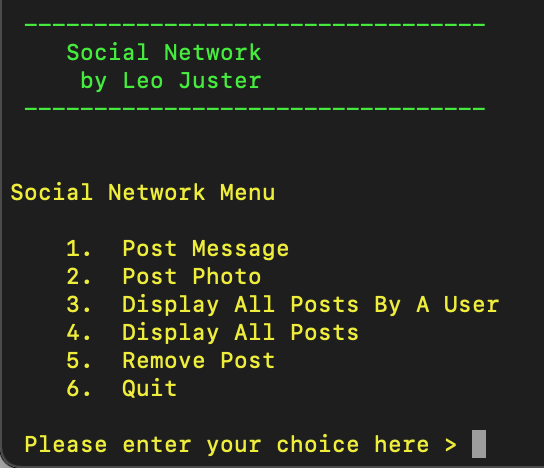 ---------------------------------
Social Network
by Leo Juster
---------------------------------
Social Network Menu
1. Post Message
2. Post Photo
3. Display All Posts By A User
4. Display All Posts
5. Remove Post
6. Quit
Please enter your choice here >